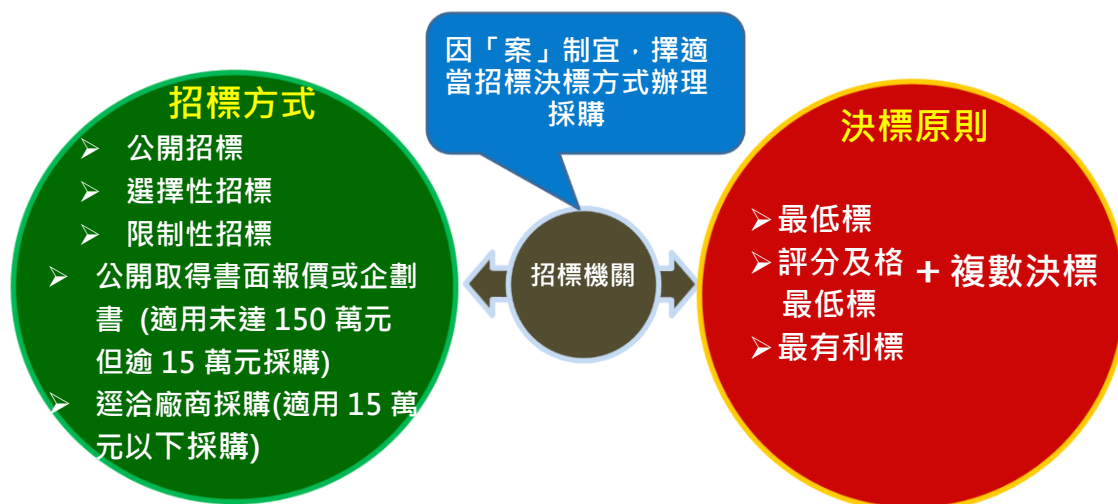 因「案」制宜，擇適
當招標決標方式辦理
採購
招標方式
➢ 公開招標
➢ 選擇性招標
➢ 限制性招標
➢ 公開取得書面報價或企劃
書 (適用未達 150 萬元
但逾 15 萬元採購)
➢ 逕洽廠商採購(適用 15 萬
元以下採購)
招標機關
決標原則
➢最低標
➢評分及格
最低標
➢最有利標
+ 複數決標